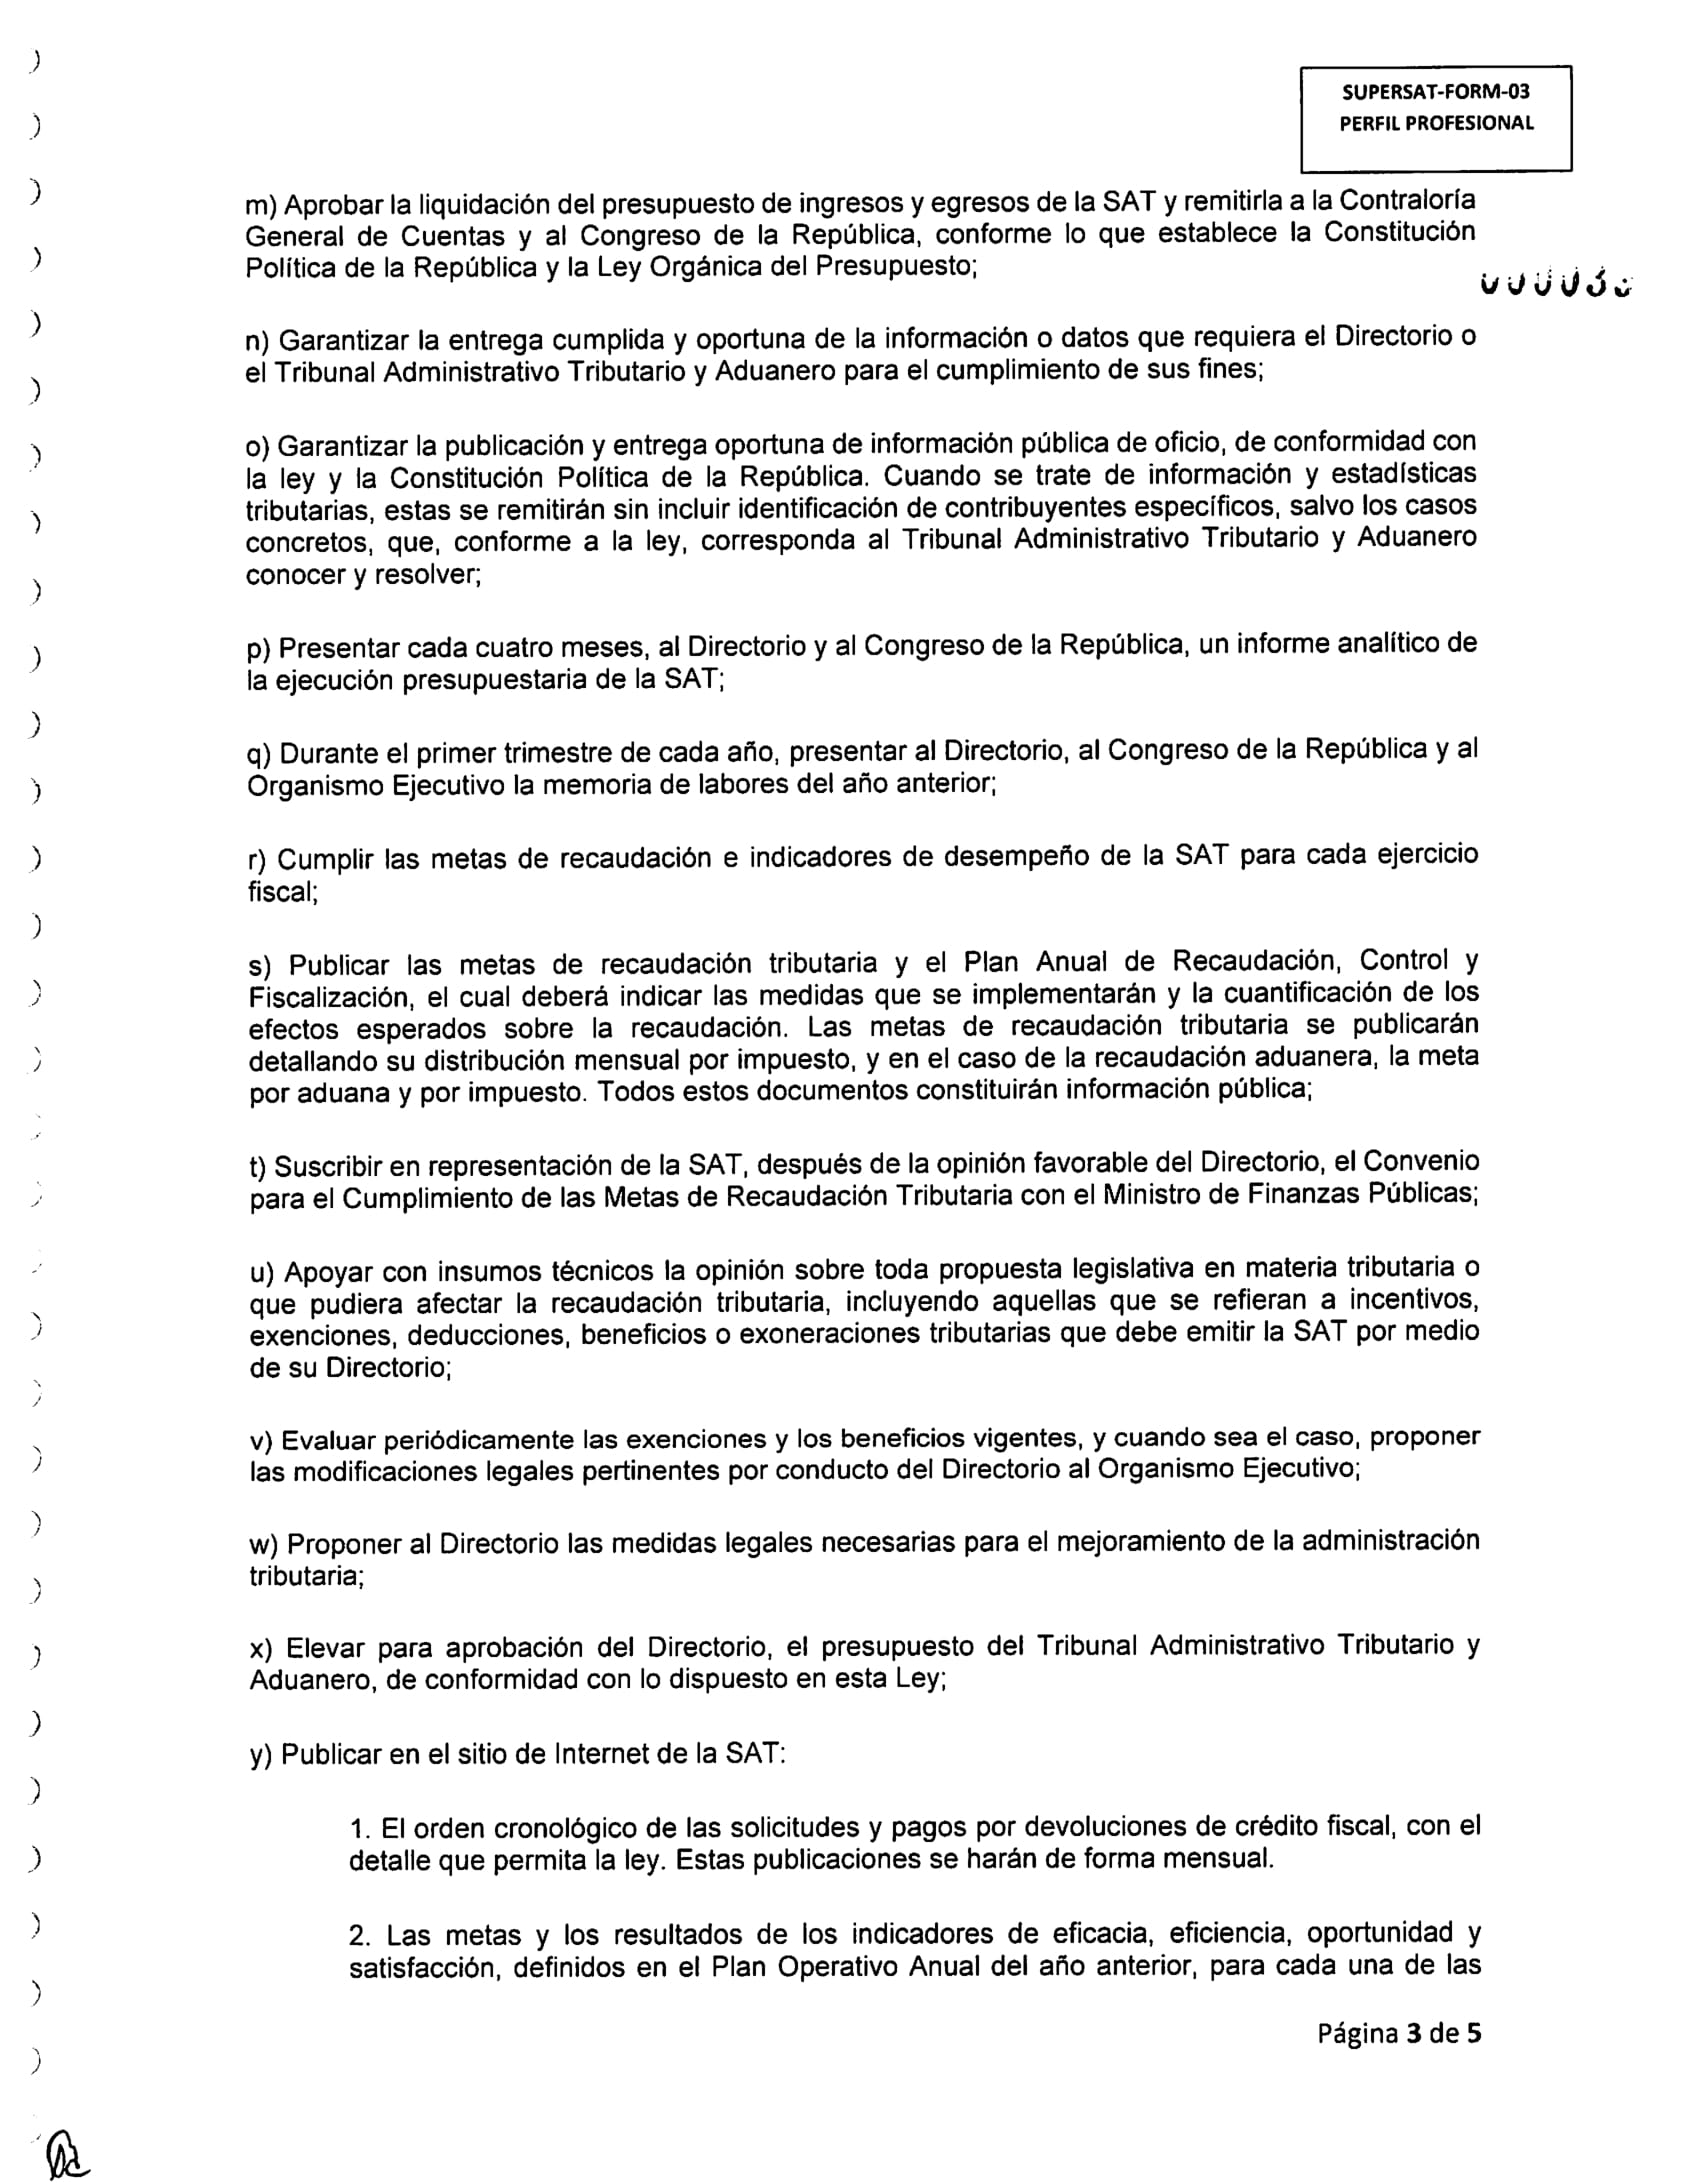 SUPERSAT-FORM-03
PERFIL PROFESIONAL
m) Aprobar la liquidación del presupuesto de ingresos y egresos de la SAT y remitirla a la Contraloría
General de Cuentas y al Congreso de la República, conforme lo que establece la Constitución
Política de la República y la Ley Orgánica del Presupuesto;
n) Garantizar la entrega cumplida y oportuna de la información o datos que requiera el Directorio o
el Tribunal Administrativo Tributario y Aduanero para el cumplimiento de sus fines;
o) Garantizar la publicación y entrega oportuna de información pública de oficio, de conformidad con
la ley y la Constitución Política de la República. Cuando se trate de información y estadísticas
tributarias, estas se remitirán sin incluir identificación de contribuyentes específicos, salvo los casos
concretos, que, conforme a la ley, corresponda al Tribunal Administrativo Tributario y Aduanero
conocer y resolver;
p) Presentar cada cuatro meses, al Directorio y al Congreso de la República, un informe analítico de
la ejecución presupuestaria de la SAT;
q) Durante el primer trimestre de cada año, presentar al Directorio, al Congreso de la República y al
Organismo Ejecutivo la memoria de labores del año anterior;
r) Cumplir las metas de recaudación e indicadores de desempeño de la SAT para cada ejercicio
fiscal;
s) Publicar las metas de recaudación tributaria y el Plan Anual de Recaudación, Control y
Fiscalización, el cual deberá indicar las medidas que se implementarán y la cuantificación de los
efectos esperados sobre la recaudación. Las metas de recaudación tributaria se publicarán
detallando su distribución mensual por impuesto, y en el caso de la recaudación aduanera, la meta
por aduana y por impuesto. Todos estos documentos constituirán información pública;
t) Suscribir en representación de la SAT, después de la opinión favorable del Directorio, el Convenio
para el Cumplimiento de las Metas de Recaudación Tributaria con el Ministro de Finanzas Públicas;
u) Apoyar con insumos técnicos la opinión sobre toda propuesta legislativa en materia tributaria o
que pudiera afectar la recaudación tributaria, incluyendo aquellas que se refieran a incentivos,
exenciones, deducciones, beneficios o exoneraciones tributarias que debe emitir la SAT por medio
de su Directorio;
v) Evaluar periódicamente las exenciones y los beneficios vigentes, y cuando sea el caso, proponer
las modificaciones legales pertinentes por conducto del Directorio al Organismo Ejecutivo;
w) Proponer al Directorio las medidas legales necesarias para el mejoramiento de la administración
tributaria;
x) Elevar para aprobación del Directorio, el presupuesto del Tribunal Administrativo Tributario y
Aduanero, de conformidad con lo dispuesto en esta Ley;
y) Publicar en el sitio de Internet de la SAT:
1. El orden cronológico de las solicitudes y pagos por devoluciones de crédito fiscal, con el
detalle que permita la ley. Estas publicaciones se harán de forma mensual.
2. Las metas y los resultados de los indicadores de eficacia, eficiencia, oportunidad y
satisfacción, definidos en el Plan Operativo Anual del año anterior, para cada una de las
Página 3 de 5